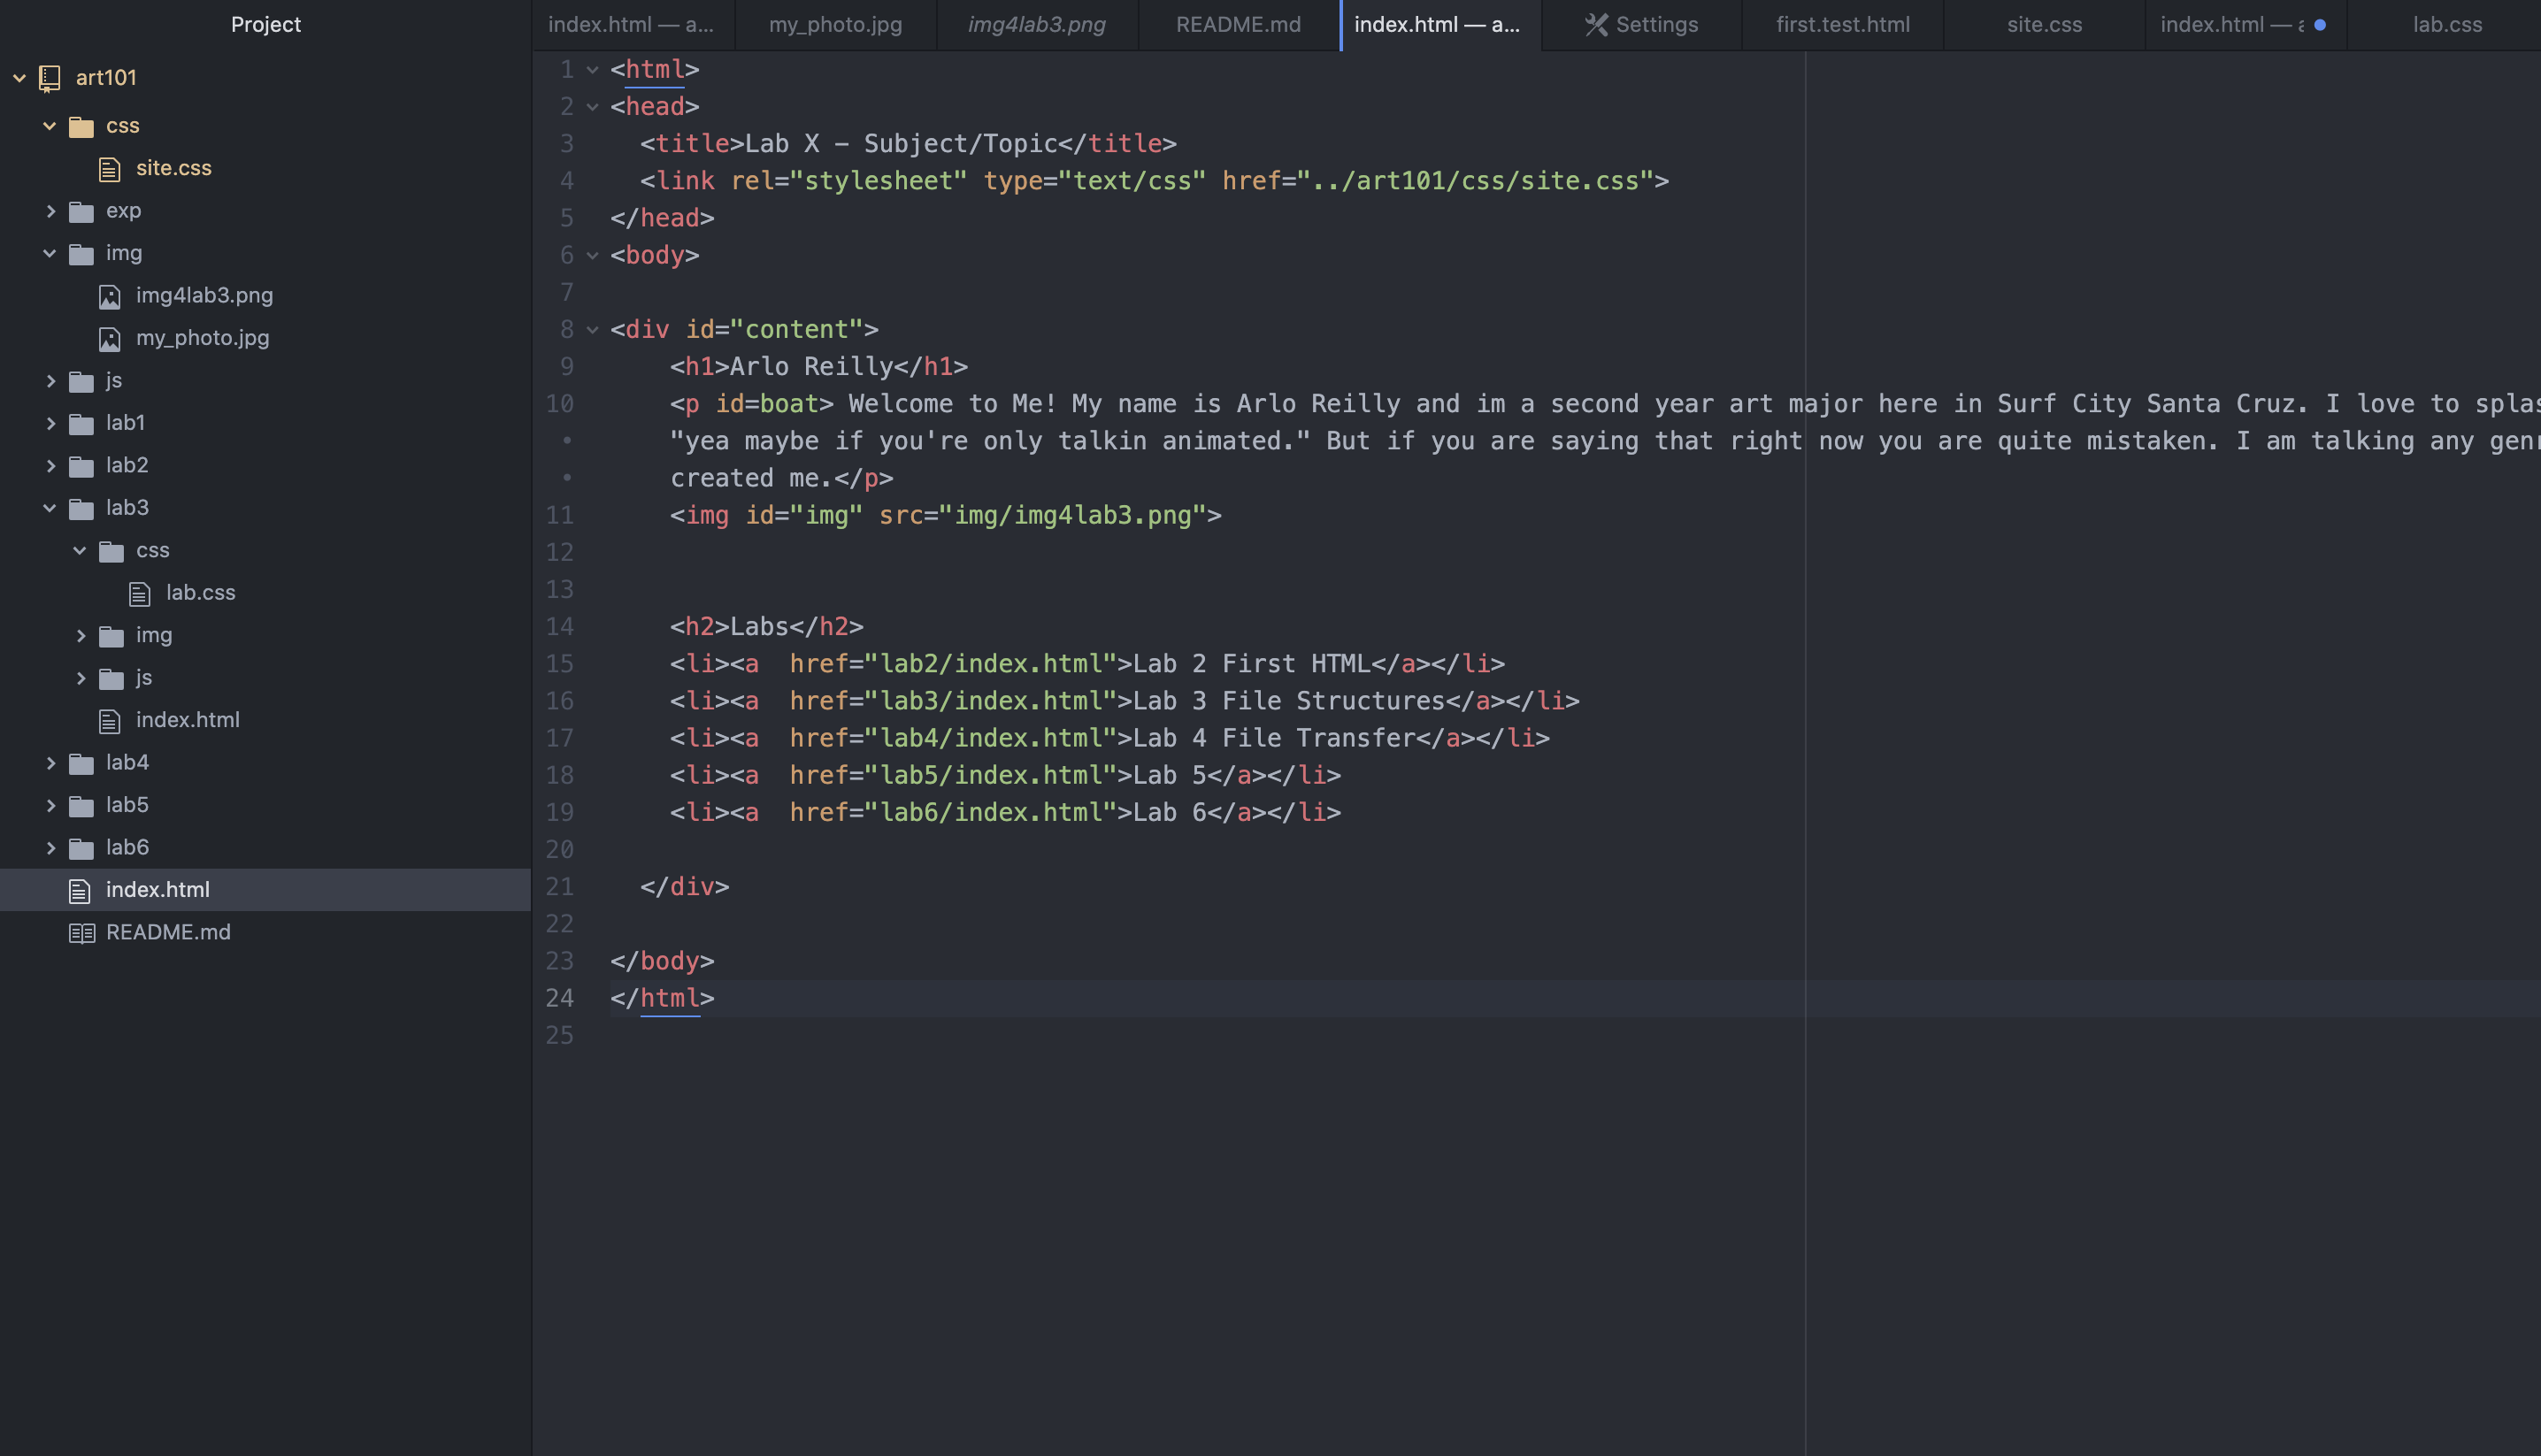 Project
art101
css
site.css
exp
img
img4lab3.png
my_photo.jpg
js
lab1
lab2
lab3
css
lab.css
img
js
index.html
lab4
lab5
lab6
index.html
README.md
index.html — a... my_photo.jpg img4lab3.png README.md index.html — a... Settings first.test.html site.css index.html — lab.css
1 <html>
2 <head>
3 <title>Lab X – Subject/Topic</title>
4 <link rel="stylesheet" type="text/css" href="../art101/css/site.css">
5 </head>
6 <body>
7
8 <div id="content">
9 <h1>Arlo Reilly</h1>
10 <p id=boat> Welcome to Me! My name is Arlo Reilly and im a second year art major here in Surf City Santa Cruz. I love to splas
• "yea maybe if you're only talkin animated." But if you are saying that right now you are quite mistaken. I am talking any gen
• created me.</p>
11 <img id="img" src="img/img4lab3.png">
12
13
14 <h2>Labs</h2>
15 <li><a  href="lab2/index.html">Lab 2 First HTML</a></li>
16 <li><a  href="lab3/index.html">Lab 3 File Structures</a></li>
17 <li><a  href="lab4/index.html">Lab 4 File Transfer</a></li>
18 <li><a  href="lab5/index.html">Lab 5</a></li>
19 <li><a  href="lab6/index.html">Lab 6</a></li>
20
21 </div>
22
23 </body>
24 </html>
25